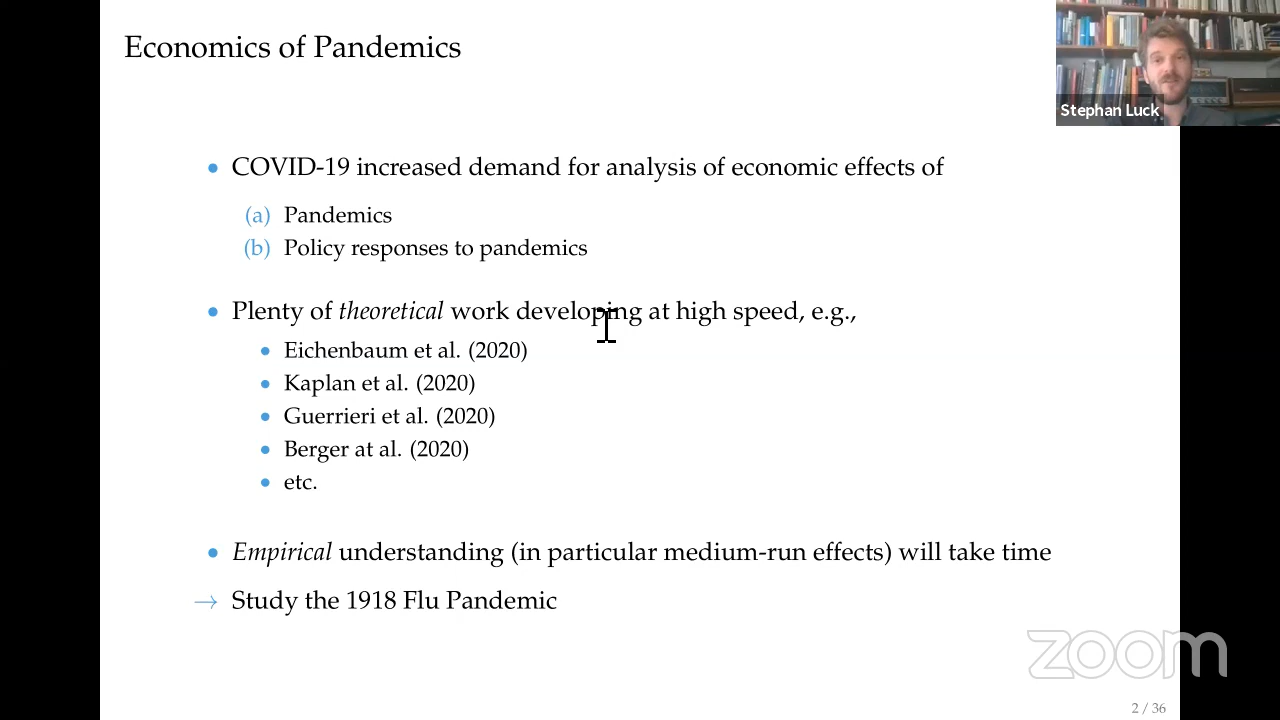 Economics of Pandemics
Stephan Luck
• COVID-19 increased demand for analysis of economic effects of
(a) Pandemics
(b) Policy responses to pandemics
• Plenty of theoretical work developing at high speed, e.g.,
• Eichenbaum et al. (2020)
• Kaplan et al. (2020)
• Guerrieri et al. (2020)
• Berger at al. (2020)
• etc.
• Empirical understanding (in particular medium-run effects) will take time
→ Study the 1918 Flu Pandemic
zoom
2 / 36